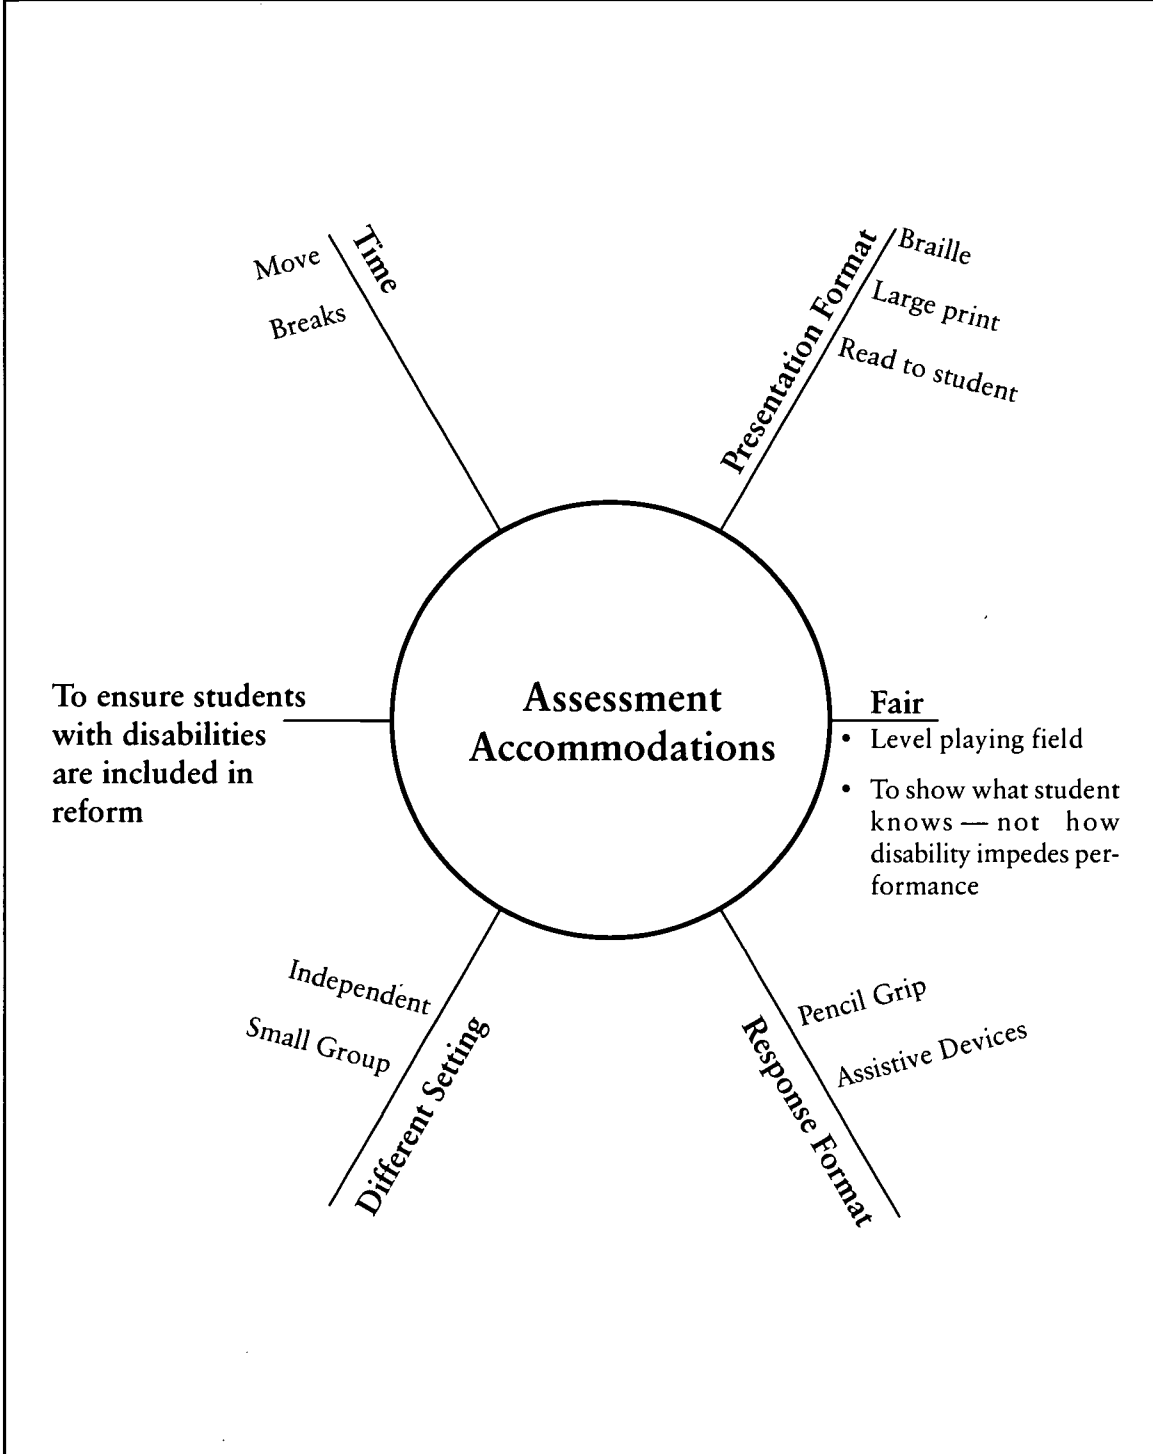 Time
Move
Breaks
Presentation Format
Braille
Large print
Read to student
Assessment
Accommodations
To ensure students
with disabilities
are included in
reform
Fair
• Level playing field
• To show what student
knows — not how
disability impedes per-
formance
Independent
Small Group
Different Setting
Pencil Grip
Assistive Devices
Response Format